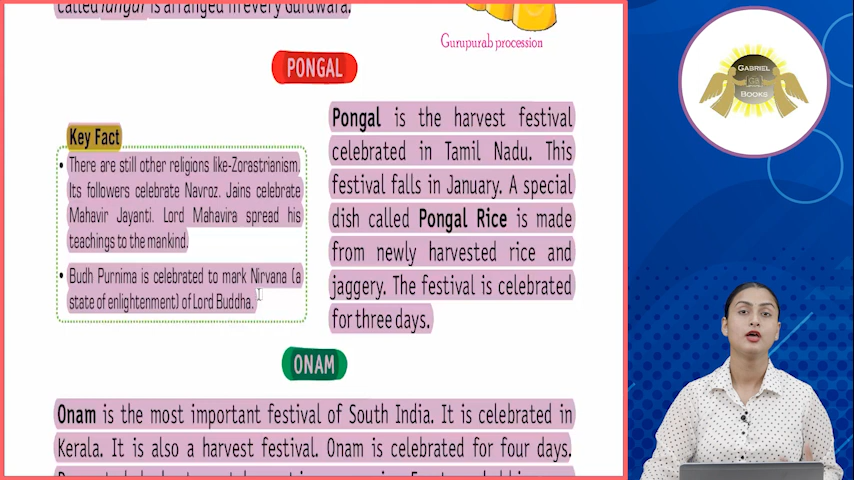 called langar is arranged in every Gurudwara.
Gurupurab procession
PONGAL
Key Fact
• There are still other religions like-Zorastrianism.
Its followers celebrate Navroz. Jains celebrate
Mahavir Jayanti. Lord Mahavira spread his
teachings to the mankind.
• Budh Purnima is celebrated to mark Nirvana (a
state of enlightenment) of Lord Buddha.
Pongal is the harvest festival
celebrated in Tamil Nadu. This
festival falls in January. A special
dish called Pongal Rice is made
from newly harvested rice and
jaggery. The festival is celebrated
for three days.
ONAM
Onam is the most important festival of South India. It is celebrated in
Kerala. It is also a harvest festival. Onam is celebrated for four days.
GABRIEL
BOOKS